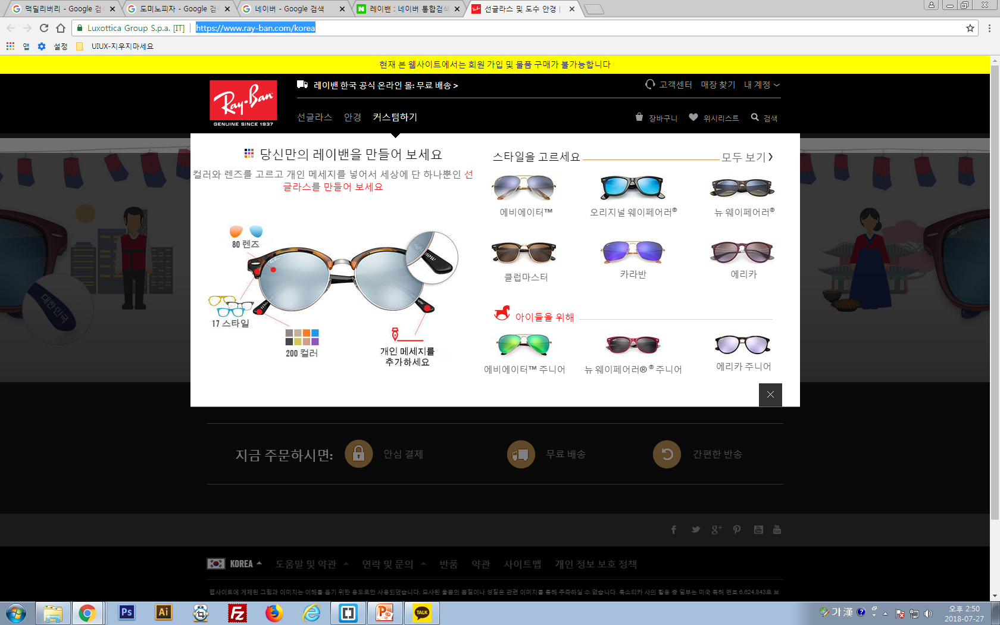 맥딜리버리 - Google 검색
도미노피자 - Google 검색
네이버 - Google 검색
레이밴 : 네이버 통합검색
선글라스 및 도수 안경 |
Luxottica Group S.p.a. [IT]
https://www.ray-ban.com/korea
앱
설정
UIUX-지우지마세요
현재 본 웹사이트에서는 회원 가입 및 물품 구매가 불가능합니다
Ray-Ban
GENUINE SINCE 1937
레이밴 한국 공식 온라인 몰: 무료 배송 >
고객센터
매장 찾기
내 계정
선글라스
안경
커스텀하기
장바구니
위시리스트
검색
당신만의 레이밴을 만들어 보세요
컬러와 렌즈를 고르고 개인 메세지를 넣어서 세상에 단 하나뿐인 선
글라스를 만들어 보세요
80 렌즈
17 스타일
200 컬러
개인 메세지를
추가하세요
스타일을 고르세요
모두 보기
에비에이터™
오리지널 웨이페어러®
뉴 웨이페어러®
클럽마스터
카라반
에리카
아이들을 위해
에비에이터™ 주니어
뉴 웨이페어러® ® 주니어
에리카 주니어
대한민국
지금 주문하시면:
안심 결제
무료 배송
간편한 반송
KOREA
도움말 및 약관
연락 및 문의
반품
약관
사이트맵
개인 정보 보호 정책
웹사이트에 게제된 그림과 이미지는 이해를 돕기 위한 용도로만 사용되었습니다. 묘사된 물품의 품질이나 성질은 관련 이미지를 통해 추측하실 수 없습니다. 룩소티카 사의 활동 중 일부는 미국 특허 번호 6,624,843로 보
Ps
Ai
TALK
가 漢
오후 2:50
2018-07-27